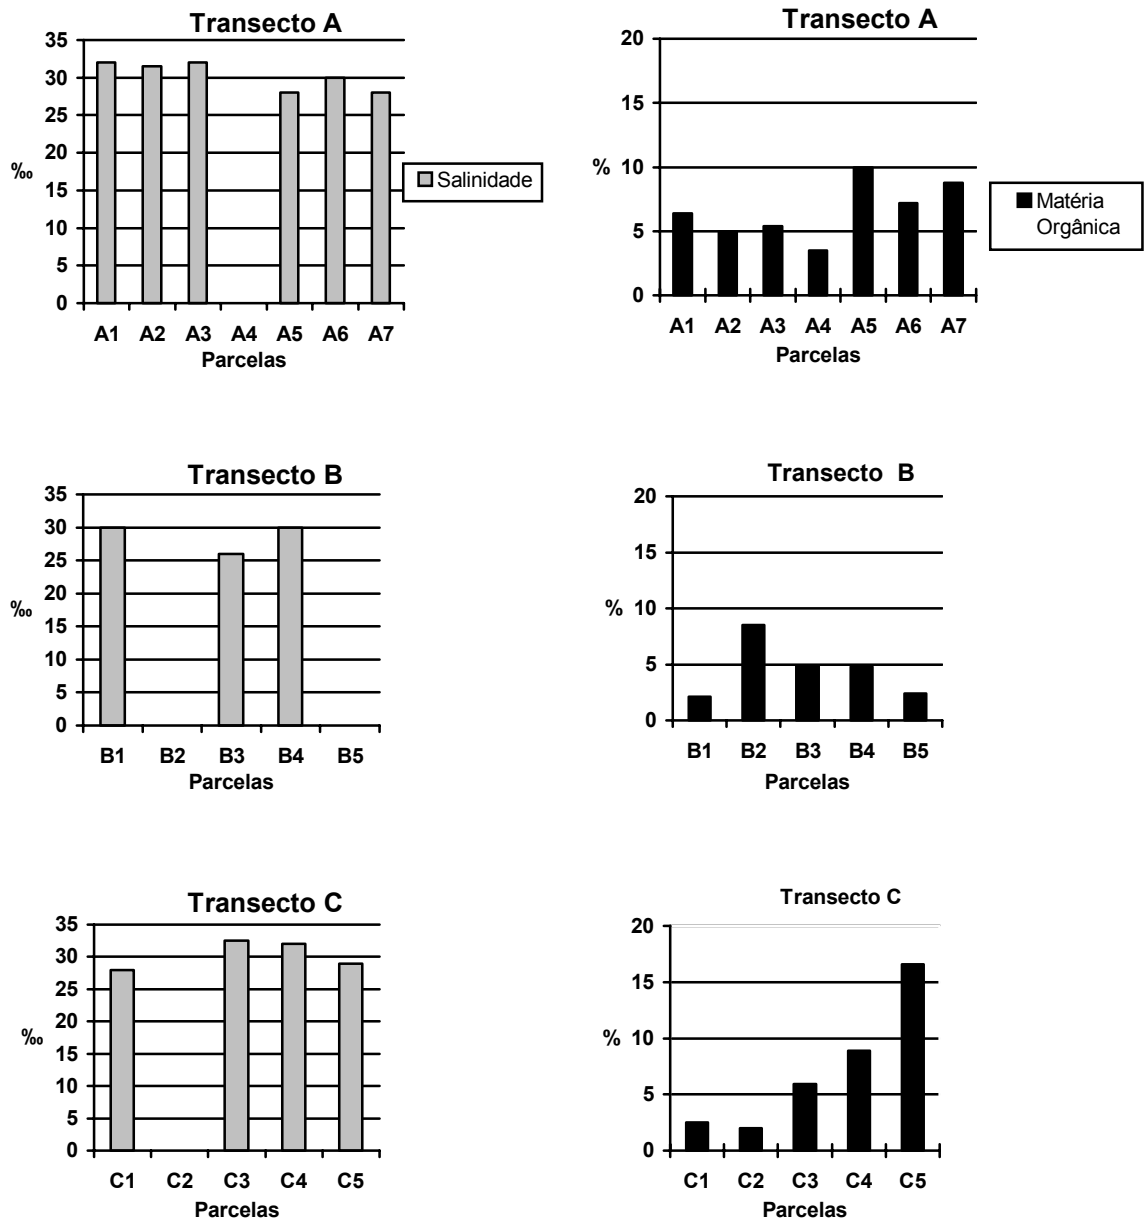 Transecto A
35
30
25
20
15
10
5
0
‰
A1 A2 A3 A4 A5 A6 A7
Parcelas
Salinidade
Transecto A
20
15
10
5
0
%
A1 A2 A3 A4 A5 A6 A7
Parcelas
Matéria
Orgânica
Transecto B
35
30
25
20
15
10
5
0
‰
B1 B2 B3 B4 B5
Parcelas
Transecto B
20
15
10
5
0
%
B1 B2 B3 B4 B5
Parcelas
Transecto C
35
30
25
20
15
10
5
0
‰
C1 C2 C3 C4 C5
Parcelas
Transecto C
20
15
10
5
0
%
C1 C2 C3 C4 C5
Parcelas